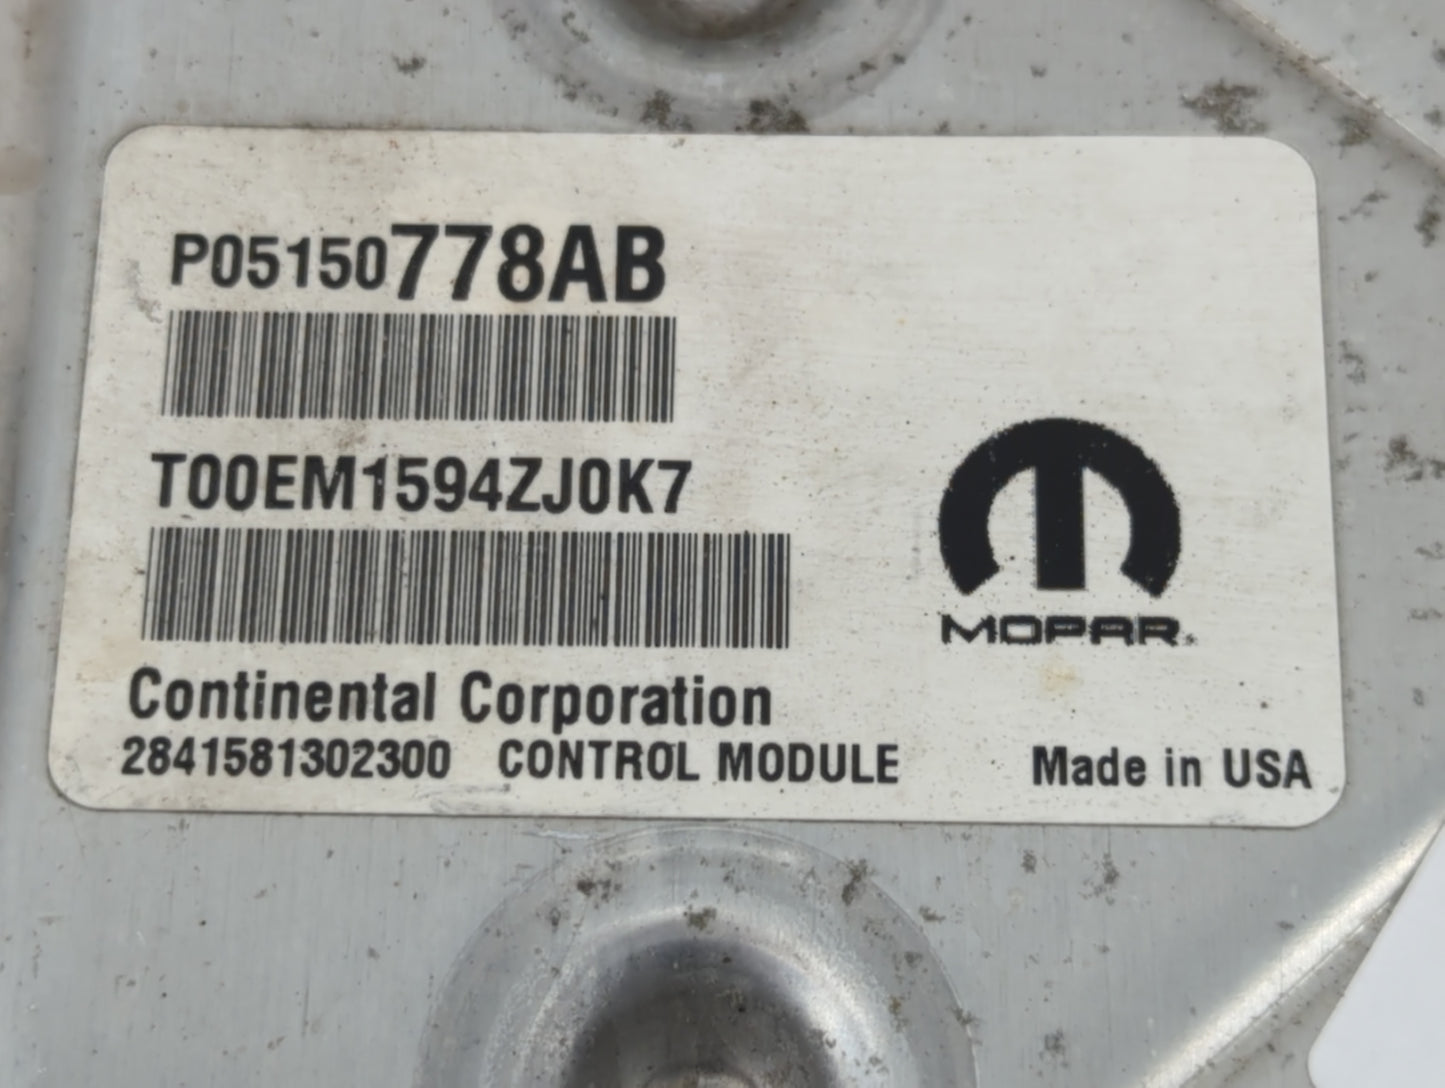 P05150778AB
T00EM1594ZJ0K7
MOPAR®
Continental Corporation
2841581302300 CONTROL MODULE
Made in USA